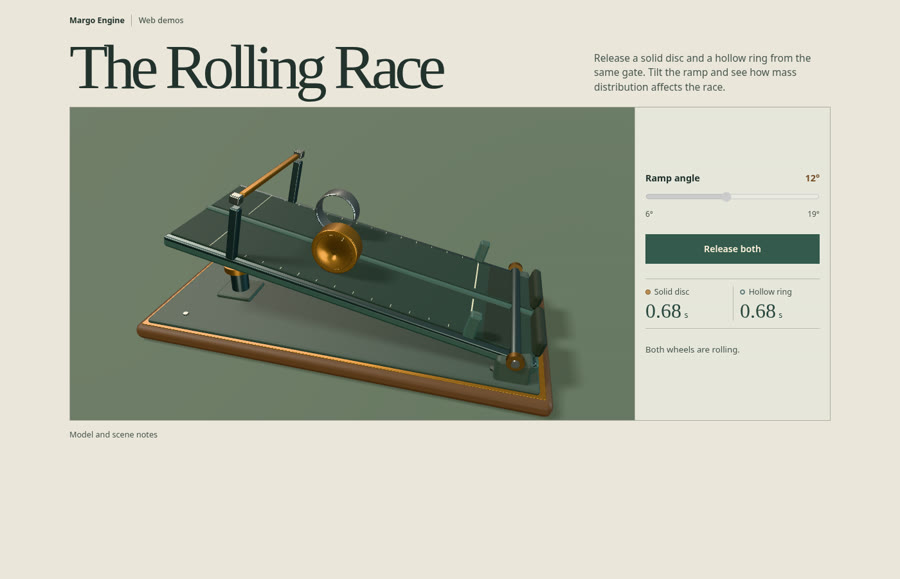 Margo Engine
Web demos
The Rolling Race
Release a solid disc and a hollow ring from the
same gate. Tilt the ramp and see how mass
distribution affects the race.
Ramp angle 12°
6° 19°
Release both
Solid disc Hollow ring
0.68 s 0.68 s
Both wheels are rolling.
Model and scene notes